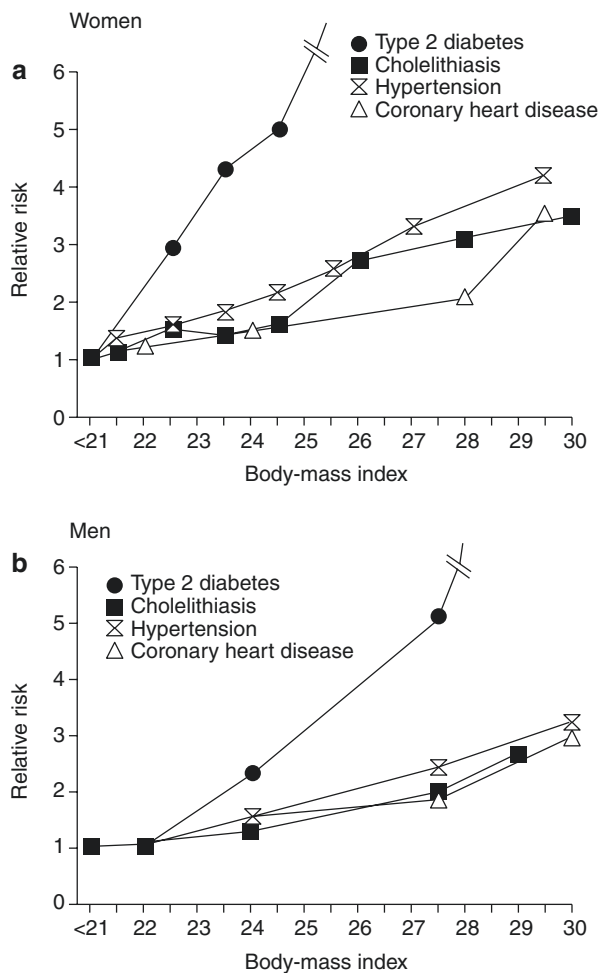 Women
a
Type 2 diabetes
Cholelithiasis
Hypertension
Coronary heart disease
6
5
4
3
2
1
0
Relative risk
<21 22 23 24 25 26 27 28 29 30
Body-mass index
Men
b
Type 2 diabetes
Cholelithiasis
Hypertension
Coronary heart disease
6
5
4
3
2
1
0
Relative risk
<21 22 23 24 25 26 27 28 29 30
Body-mass index